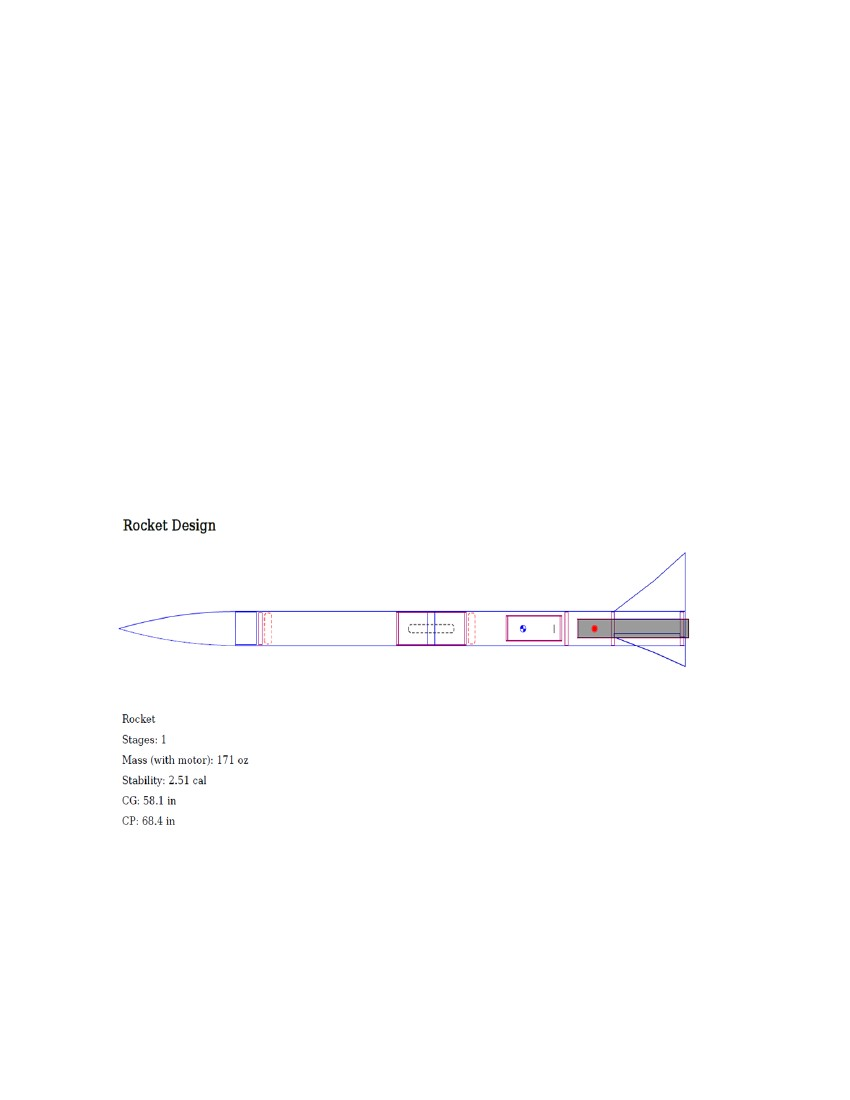 Rocket Design
Rocket
Stages: 1
Mass (with motor): 171 oz
Stability: 2.51 cal
CG: 58.1 in
CP: 68.4 in